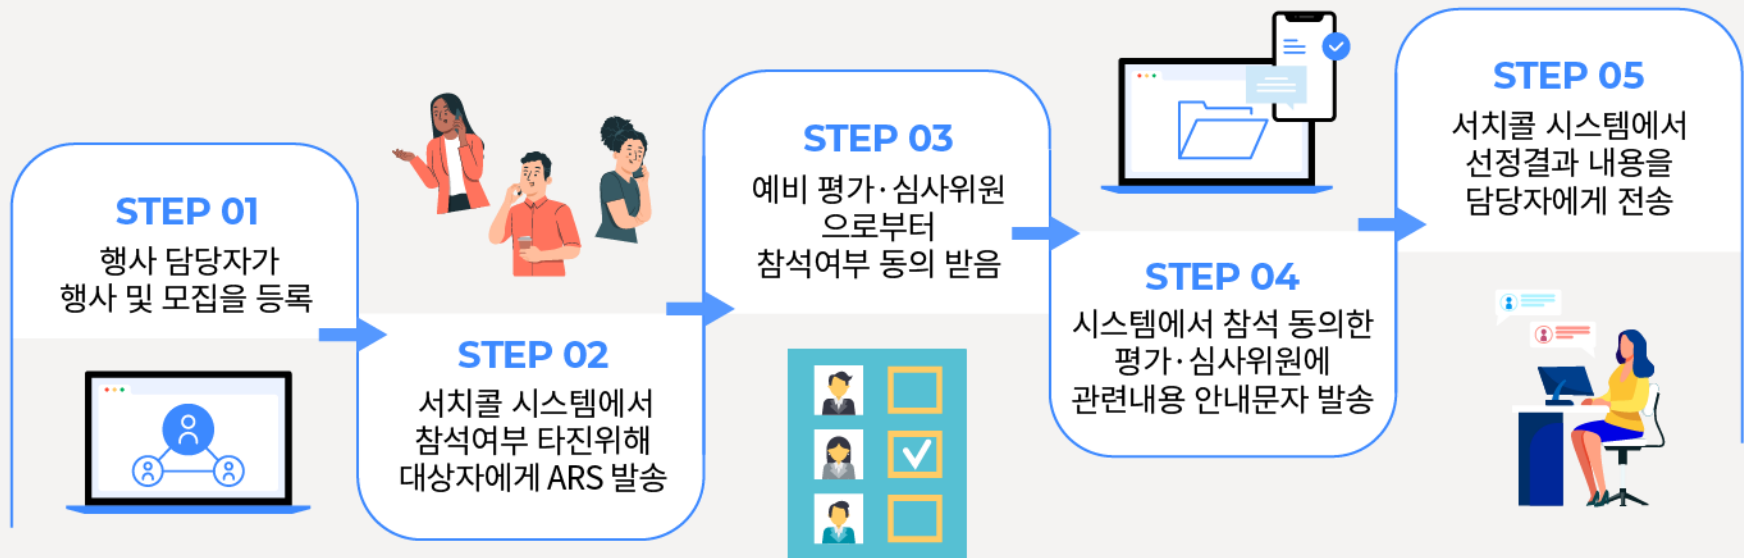 STEP 01
행사 담당자가
행사 및 모집을 등록
STEP 02
서치콜 시스템에서
참석여부 타진위해
대상자에게 ARS 발송
STEP 03
예비 평가·심사위원
으로부터
참석여부 동의 받음
STEP 04
시스템에서 참석 동의한
평가·심사위원에
관련내용 안내문자 발송
STEP 05
서치콜 시스템에서
선정결과 내용을
담당자에게 전송